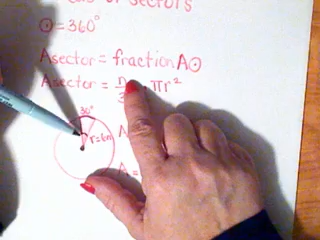 of Sectors
⊙=360°
Asector = fraction A⊙
Asector = n/3 · πr²
30°
r=6m
A
A =